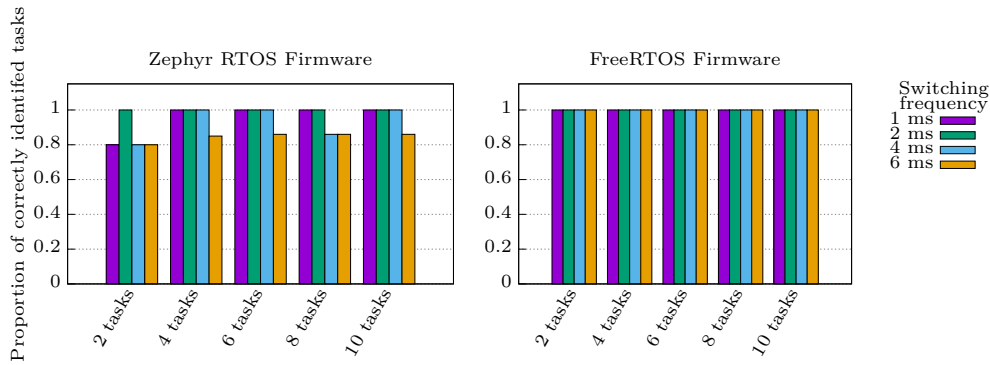 Proportion of correctly identifed tasks
Zephyr RTOS Firmware
1
0.8
0.6
0.4
0.2
0
2 tasks
4 tasks
6 tasks
8 tasks
10 tasks
FreeRTOS Firmware
1
0.8
0.6
0.4
0.2
0
2 tasks
4 tasks
6 tasks
8 tasks
10 tasks
Switching
frequency
1 ms
2 ms
4 ms
6 ms